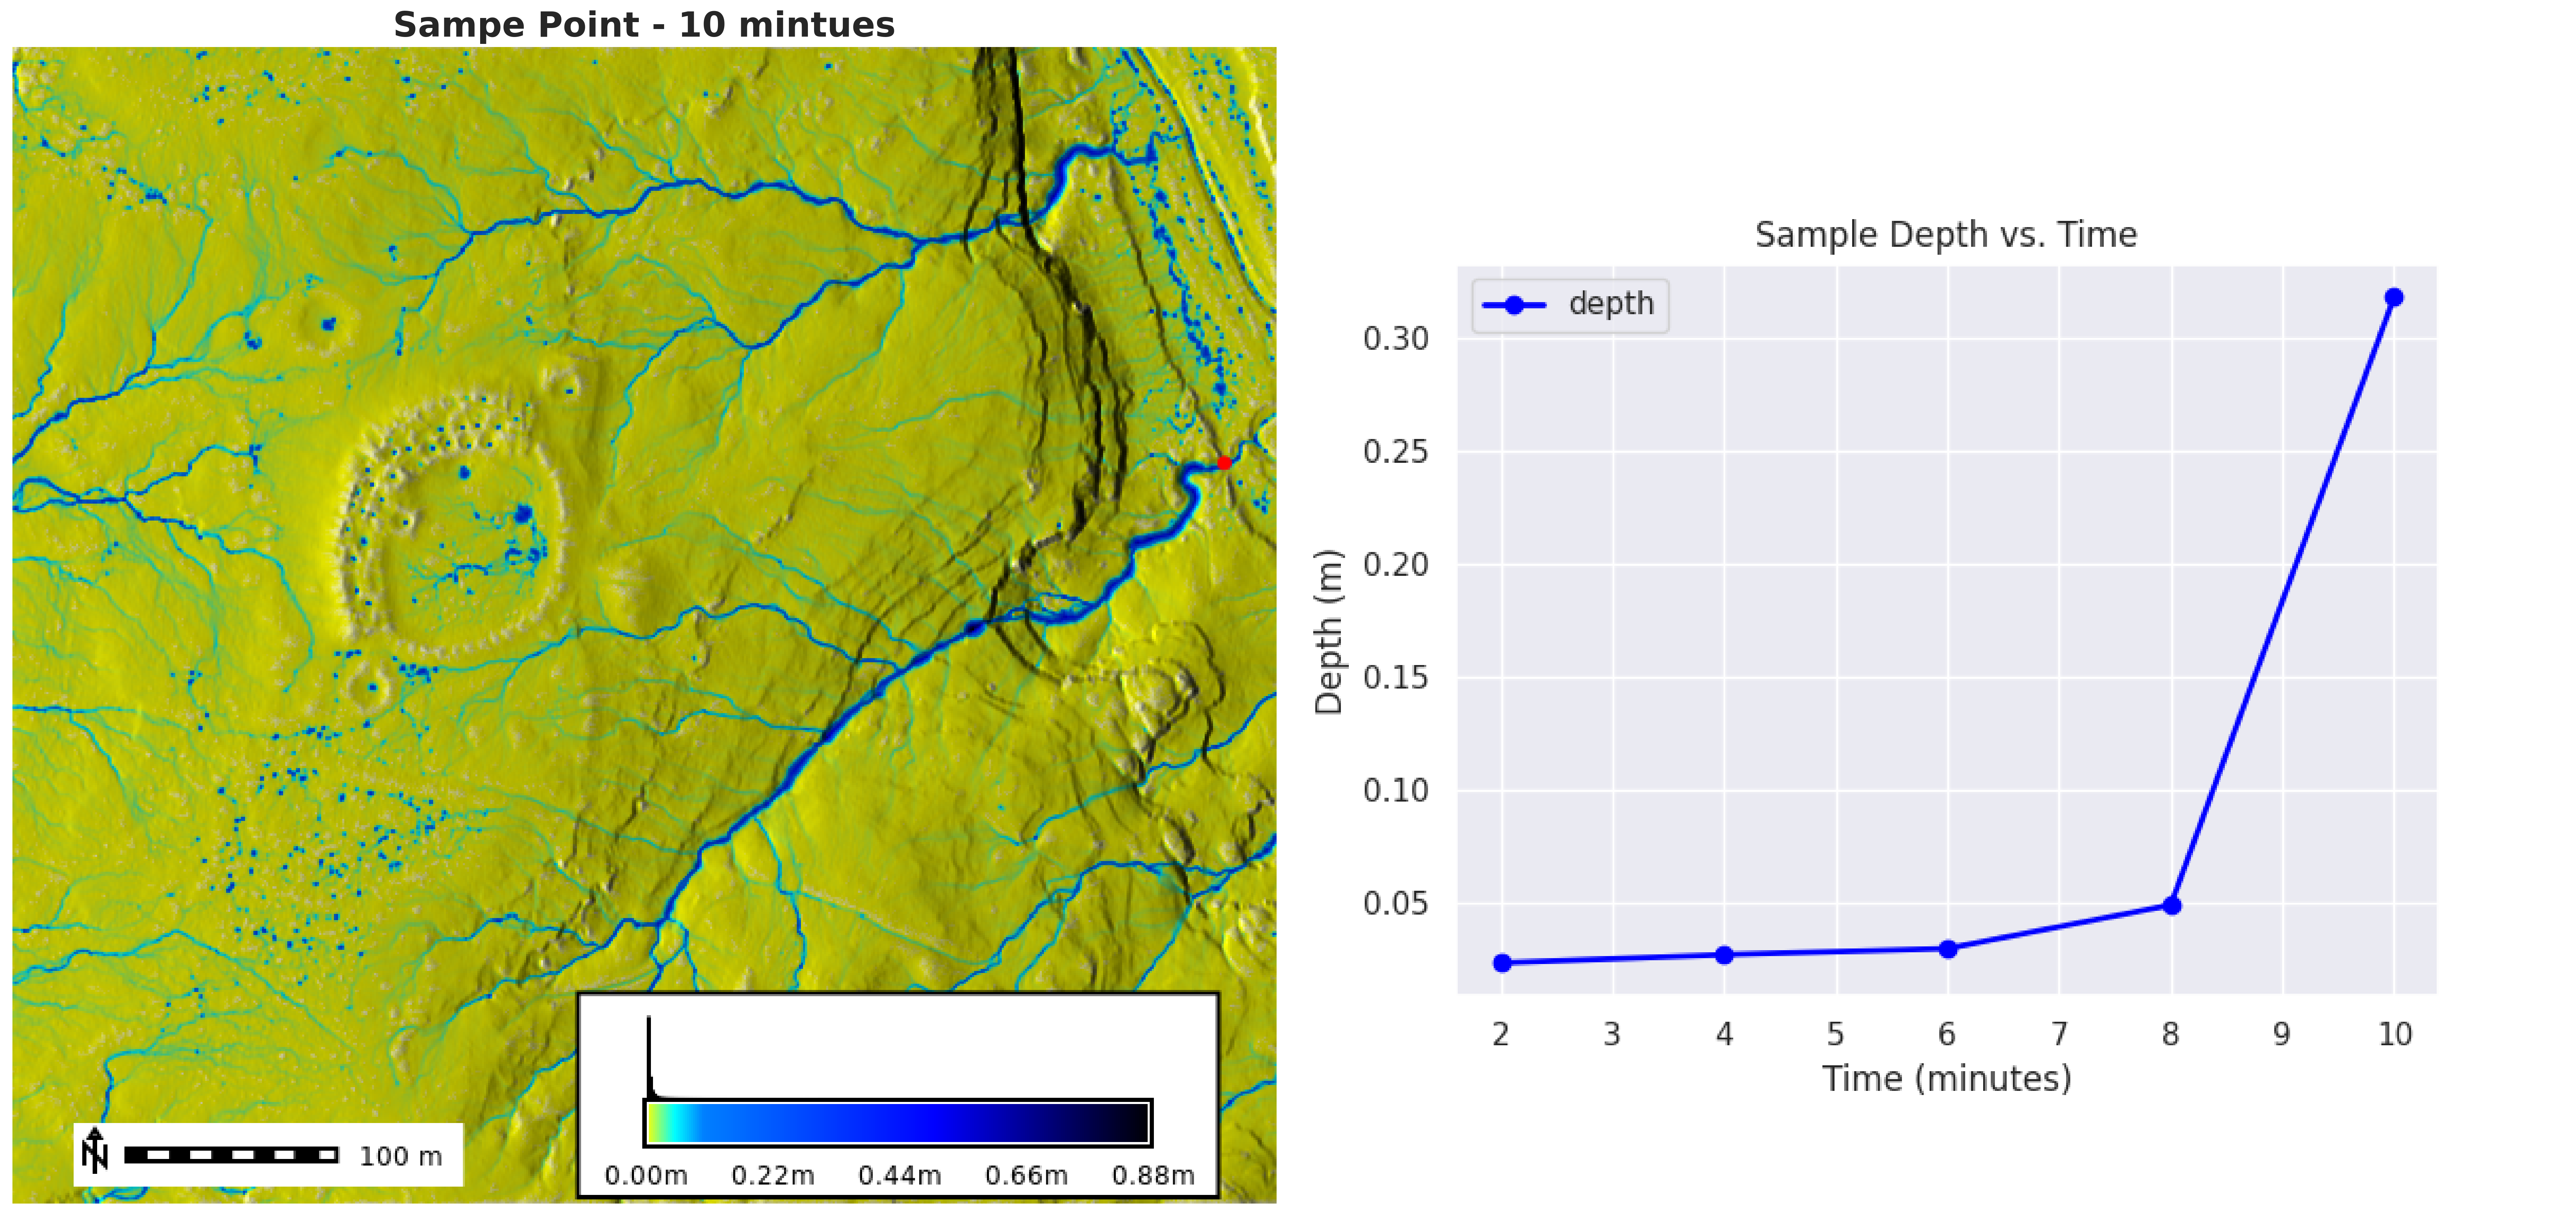 Sampe Point - 10 mintues
N
100 m
0.00m 0.22m 0.44m 0.66m 0.88m
Sample Depth vs. Time
depth
Depth (m)
0.30
0.25
0.20
0.15
0.10
0.05
2 3 4 5 6 7 8 9 10
Time (minutes)